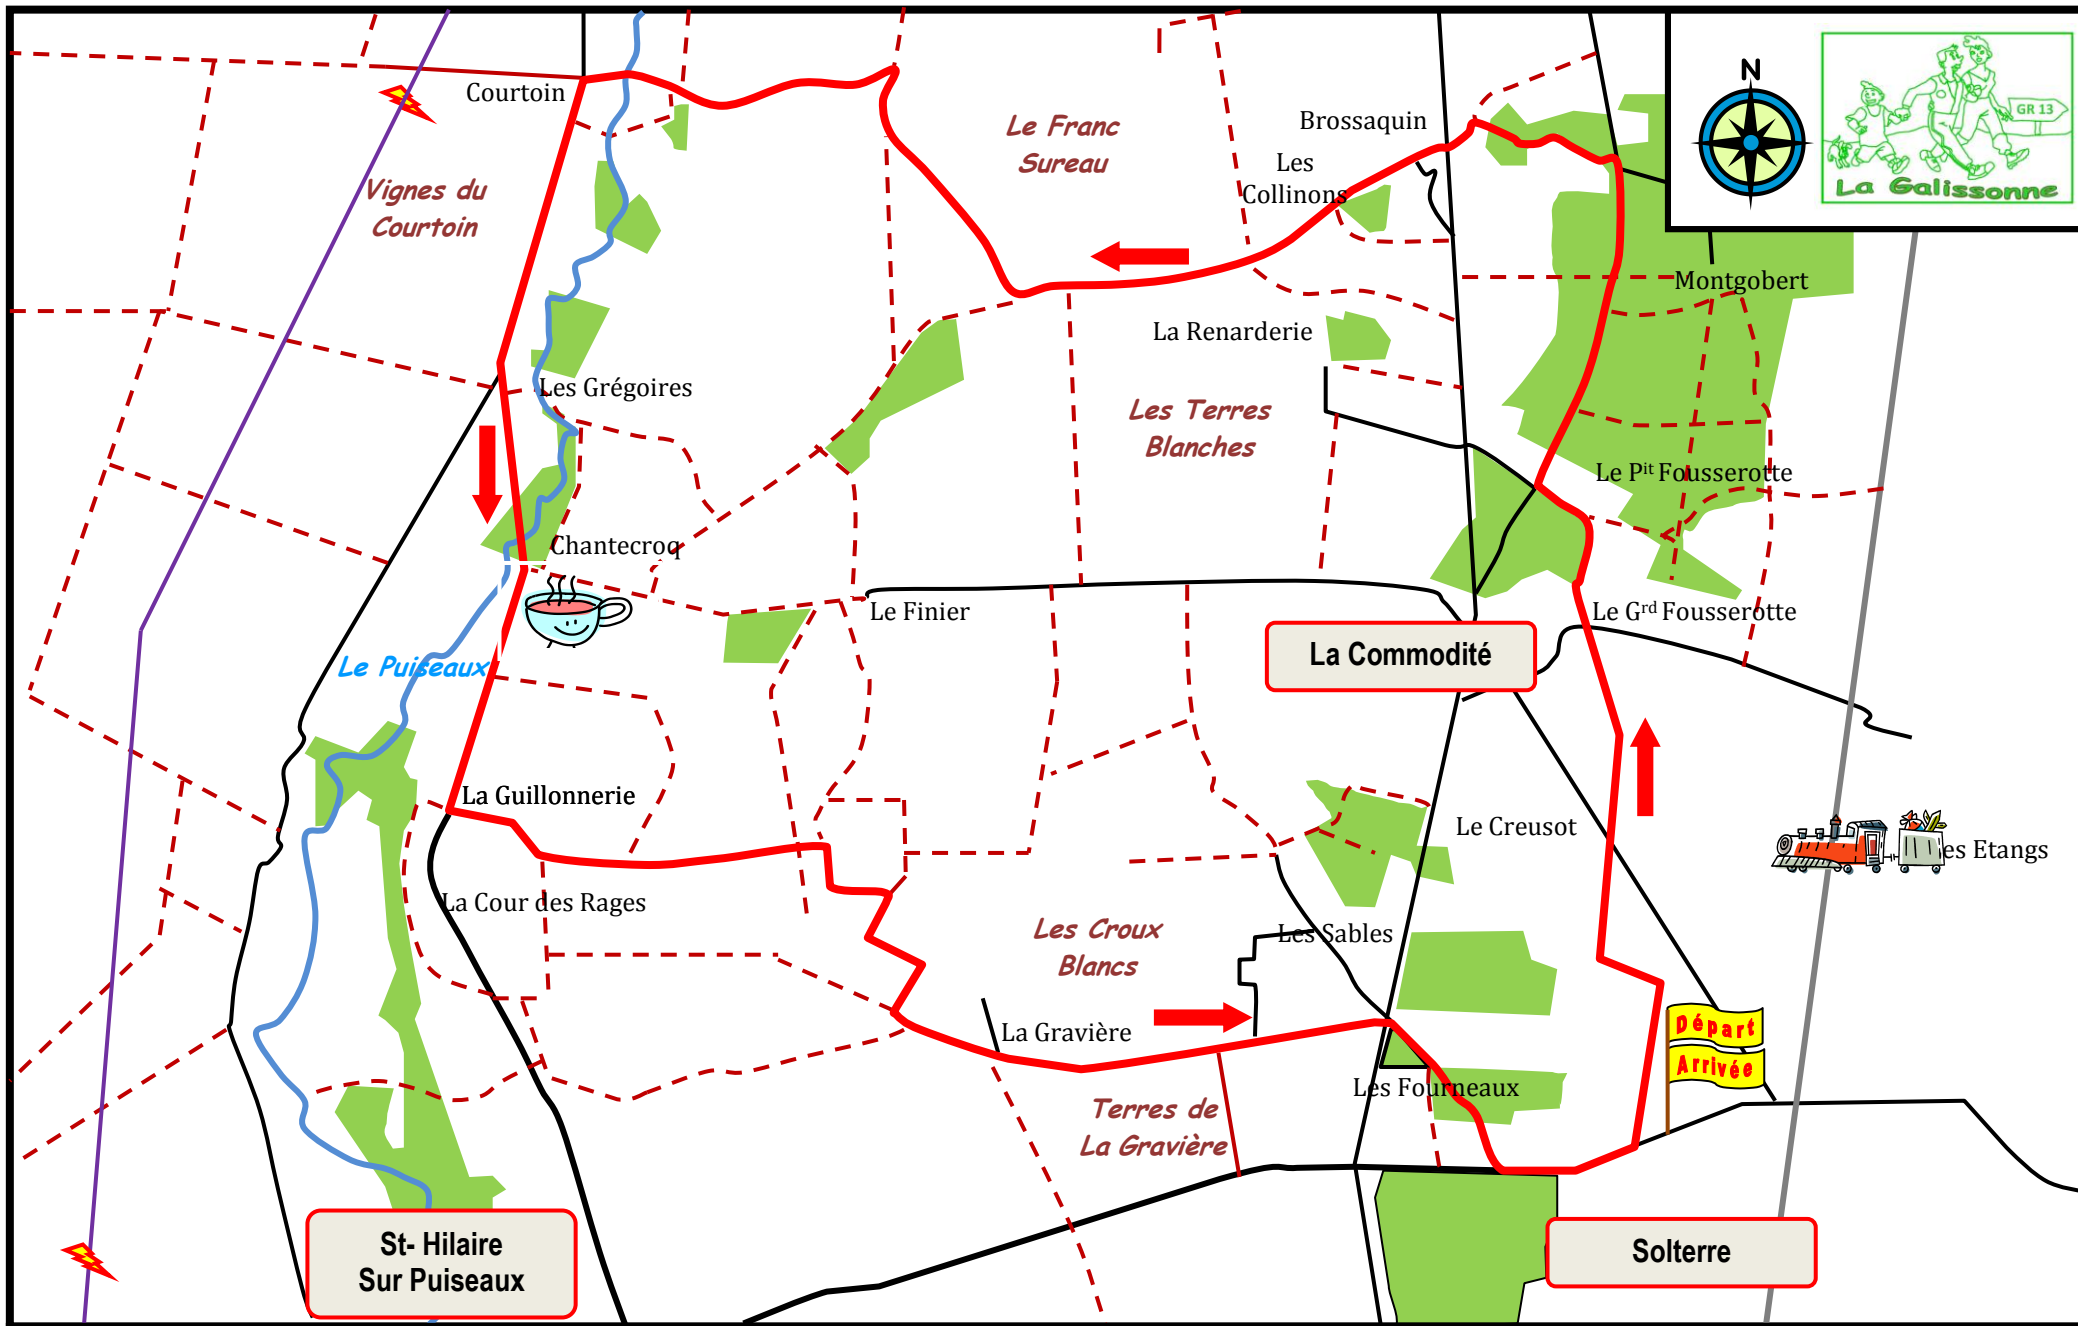 N
GR 13
La Galissonne
Courtoin
Le Franc
Sureau
Brossaquin
Les
Collinons
Vignes du
Courtoin
Montgobert
La Renarderie
Les Grégoires
Les Terres
Blanches
Le Pit Fousserotte
Chantecroq
Le Finier
Le Grd Fousserotte
La Commodité
Le Puiseaux
La Guillonnerie
Le Creusot
es Etangs
La Cour des Rages
Les Croux
Blancs
Les Sables
La Gravière
Départ
Arrivée
Les Fourneaux
Terres de
La Gravière
St- Hilaire
Sur Puiseaux
Solterre